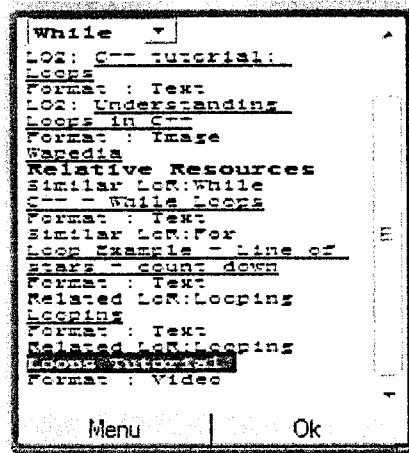 While
LO2: C++ tutorial:
Loops
Format : Text
LO2: Understanding
Loops in C++
Format : Image
Wapedia
Relative Resources
Similar LoR:While
C++ - While Loops
Format : Text
Similar LoR:For
Loop Example - Line of
stars - count down
Format : Text
Related LoR:Looping
Looping
Format : Text
Related LoR:Looping
Loops Tutorial
Format : Video
Menu
Ok